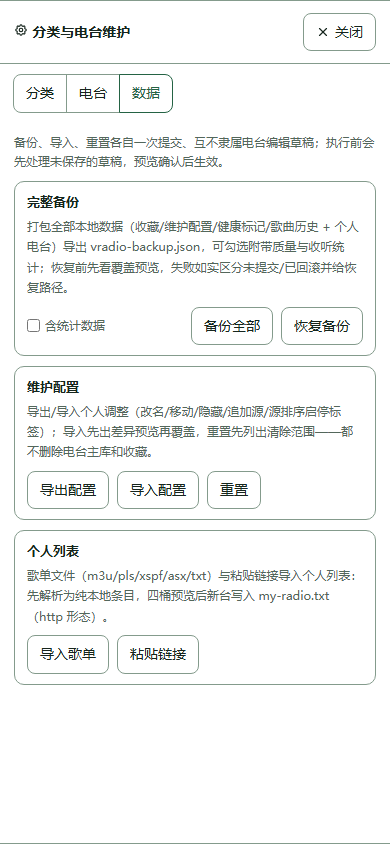 分类与电台维护
× 关闭
分类 电台 数据
备份、导入、重置各自一次提交、互不隶属电台编辑草稿；执行前会
先处理未保存的草稿，预览确认后生效。
完整备份
打包全部本地数据（收藏/维护配置/健康标记/歌曲历史 + 个人
电台）导出 vradio-backup.json，可勾选附带质量与收听统
计；恢复前先看覆盖预览，失败如实区分未提交/已回滚并给恢
复路径。
含统计数据 备份全部 恢复备份
维护配置
导出/导入个人调整（改名/移动/隐藏/追加源/源排序启停标
签）；导入先出差异预览再覆盖，重置先列出清除范围——都
不删除电台主库和收藏。
导出配置 导入配置 重置
个人列表
歌单文件（m3u/pls/xspf/asx/txt）与粘贴链接导入个人列表：
先解析为纯本地条目，四桶预览后新台写入 my-radio.txt
（http 形态）。
导入歌单 粘贴链接